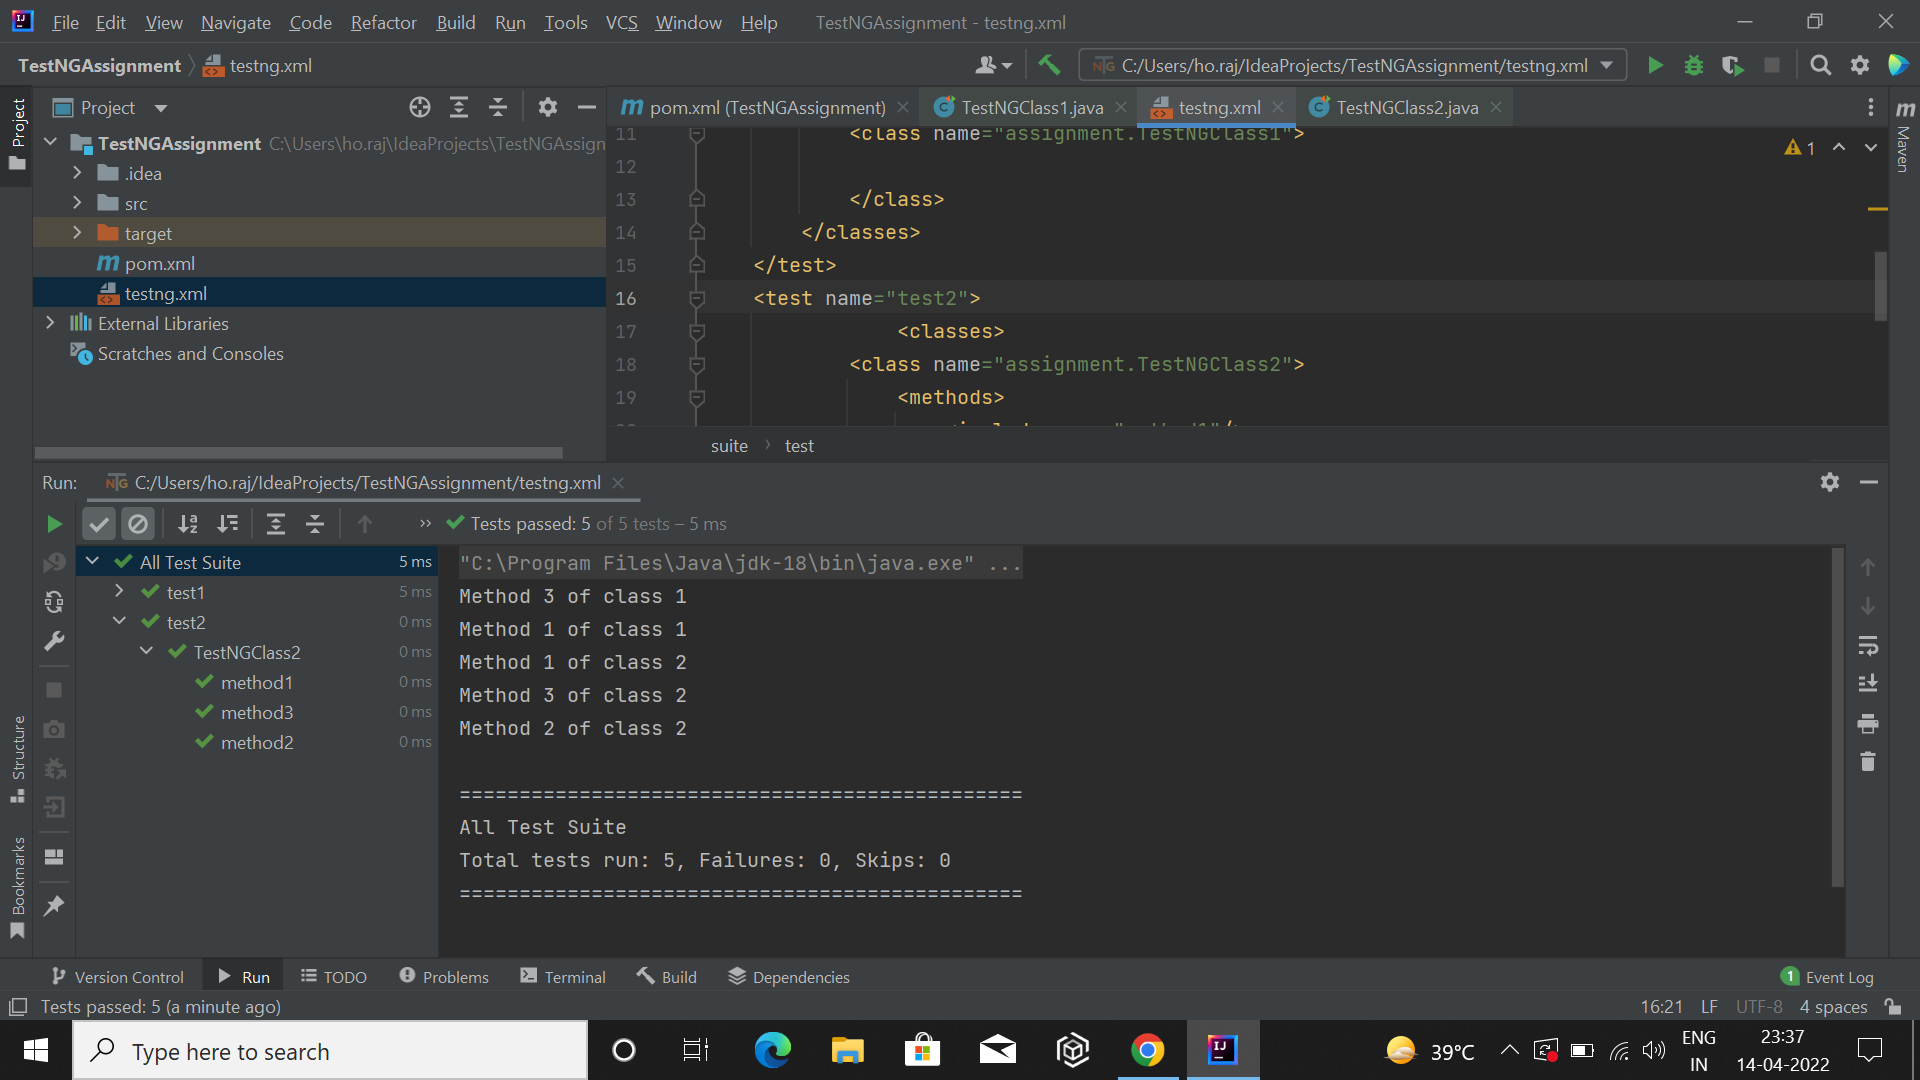 File Edit View Navigate Code Refactor Build Run Tools VCS Window Help TestNGAssignment - testng.xml
TestNGAssignment testng.xml
C:/Users/ho.raj/IdeaProjects/TestNGAssignment/testng.xml
Project
pom.xml (TestNGAssignment) TestNGClass1.java testng.xml TestNGClass2.java
Project
Maven
TestNGAssignment C:\Users\ho.raj\IdeaProjects\TestNGAssign
.idea
src
target
pom.xml
testng.xml
External Libraries
Scratches and Consoles
11 <class name="assignment.TestNGClass1">
1
12
13 </class>
14 </classes>
15 </test>
16 <test name="test2">
17 <classes>
18 <class name="assignment.TestNGClass2">
19 <methods>
suite > test
Run: C:/Users/ho.raj/IdeaProjects/TestNGAssignment/testng.xml
Tests passed: 5 of 5 tests – 5 ms
All Test Suite 5 ms
test1 5 ms
test2 0 ms
TestNGClass2 0 ms
method1 0 ms
method3 0 ms
method2 0 ms
"C:\Program Files\Java\jdk-18\bin\java.exe" ...
Method 3 of class 1
Method 1 of class 1
Method 1 of class 2
Method 3 of class 2
Method 2 of class 2
===============================================
All Test Suite
Total tests run: 5, Failures: 0, Skips: 0
===============================================
Structure
Bookmarks
Version Control Run TODO Problems Terminal Build Dependencies 1 Event Log
Tests passed: 5 (a minute ago) 16:21 LF UTF-8 4 spaces
Type here to search
39°C
ENG
IN
23:37
14-04-2022